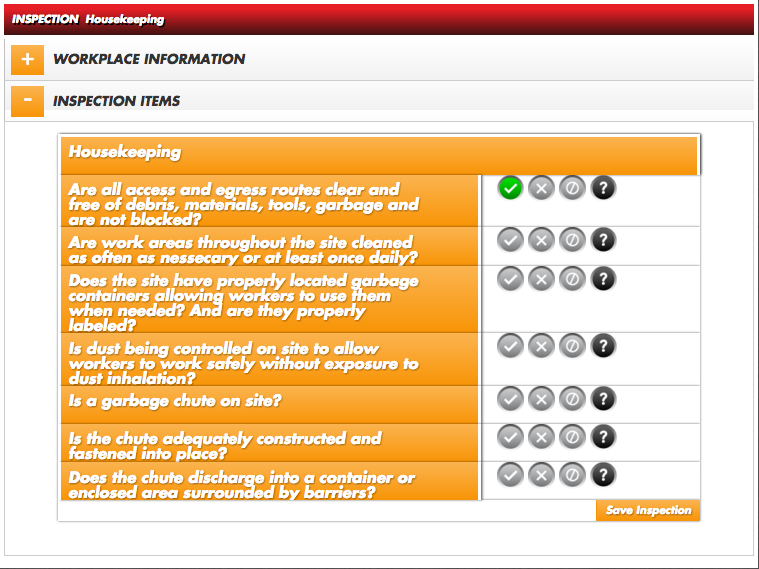 INSPECTION Housekeeping
+ WORKPLACE INFORMATION
- INSPECTION ITEMS
Housekeeping
Are all access and egress routes clear and
free of debris, materials, tools, garbage and
are not blocked?
?
Are work areas throughout the site cleaned
as often as nessecary or at least once daily?
?
Does the site have properly located garbage
containers allowing workers to use them
when needed? And are they properly
labeled?
?
Is dust being controlled on site to allow
workers to work safely without exposure to
dust inhalation?
?
Is a garbage chute on site?
?
Is the chute adequately constructed and
fastened into place?
?
Does the chute discharge into a container or
enclosed area surrounded by barriers?
?
Save Inspection